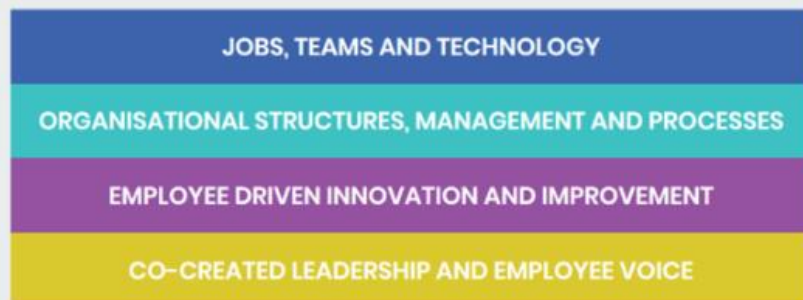 JOBS, TEAMS AND TECHNOLOGY
ORGANISATIONAL STRUCTURES, MANAGEMENT AND PROCESSES
EMPLOYEE DRIVEN INNOVATION AND IMPROVEMENT
CO-CREATED LEADERSHIP AND EMPLOYEE VOICE